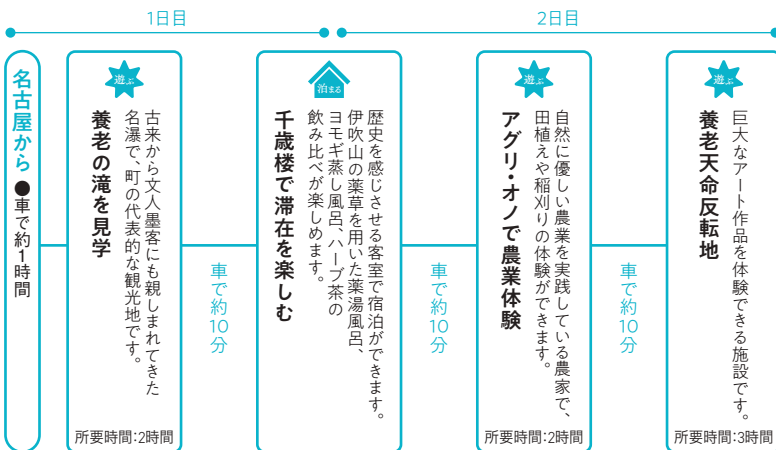 1日目
2日目
名古屋から ●車で約1時間
遊ぶ
養老の滝を見学
古来から文人墨客にも親しまれてきた
名瀑で、町の代表的な観光地です。
所要時間:2時間
車で約10分
泊まる
千歳楼で滞在を楽しむ
歴史を感じさせる客室で宿泊ができます。
伊吹山の薬草を用いた薬湯風呂、
ヨモギ蒸し風呂、ハーブ茶の
飲み比べが楽しめます。
車で約10分
遊ぶ
アグリ・オノで農業体験
自然に優しい農業を実践している農家で、
田植えや稲刈りの体験ができます。
所要時間:2時間
車で約10分
遊ぶ
養老天命反転地
巨大なアート作品を体験できる施設です。
所要時間:3時間